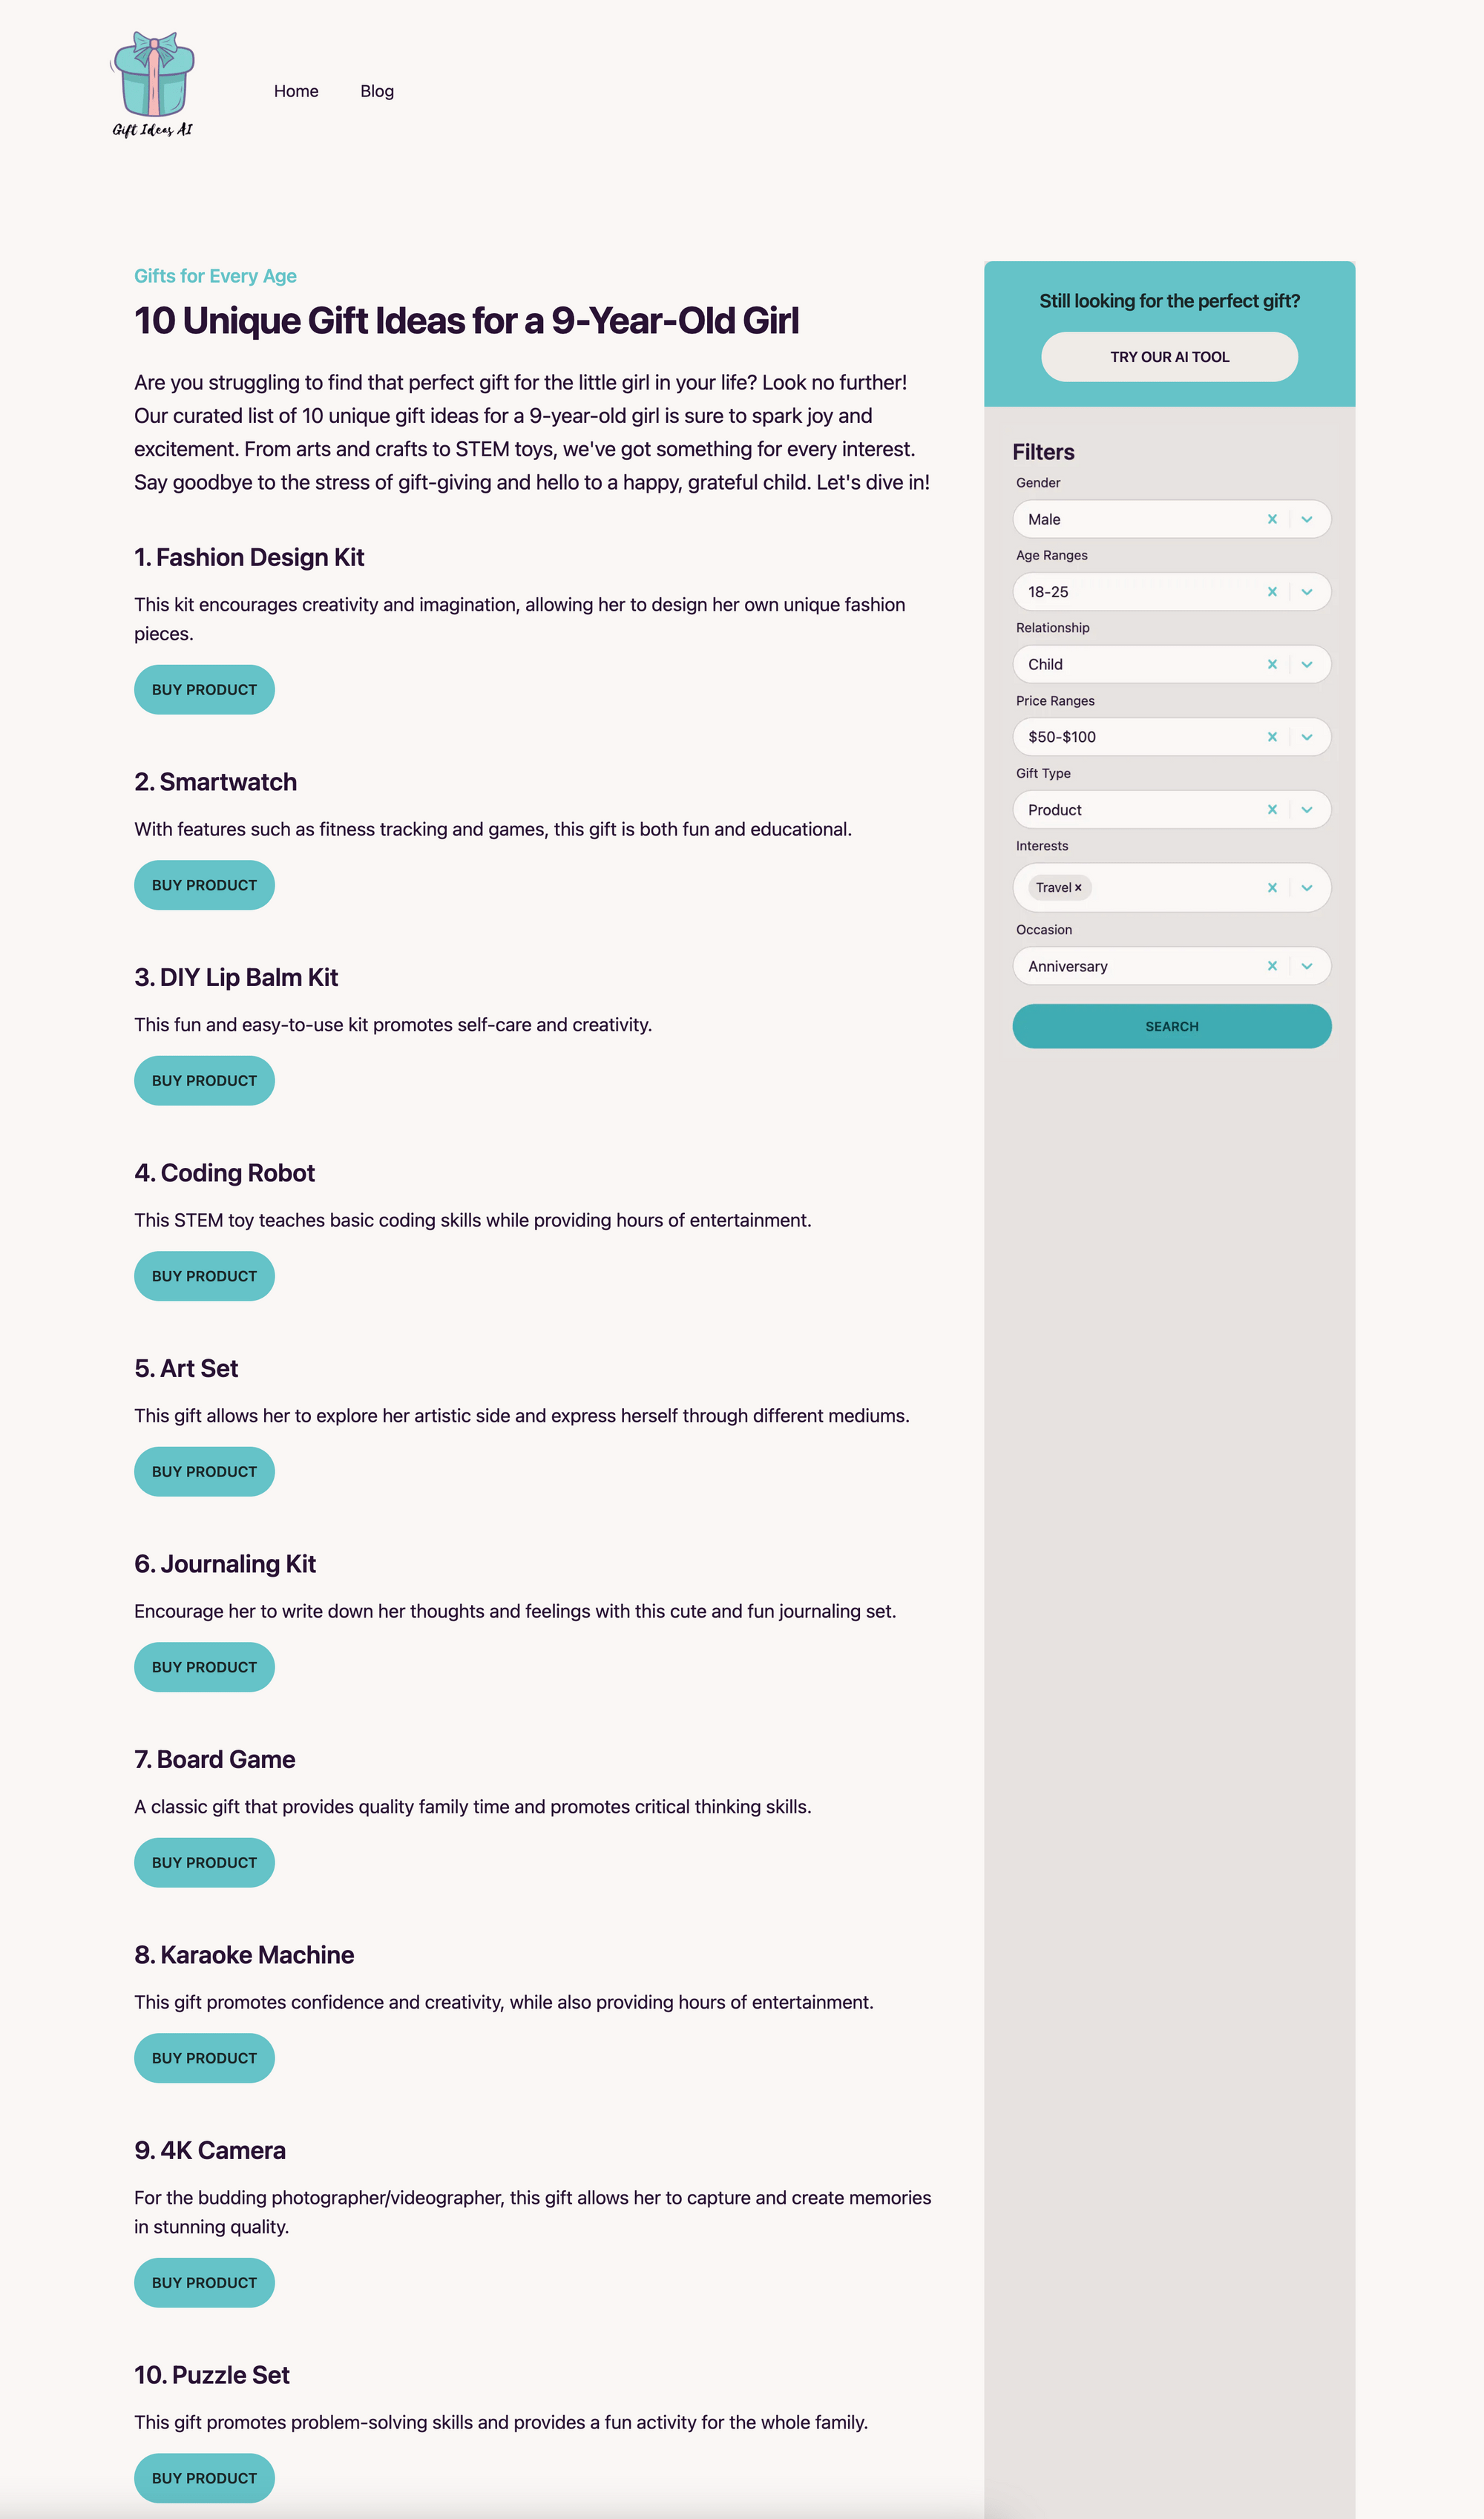 Gift Ideas AI
Home
Blog
Gifts for Every Age
10 Unique Gift Ideas for a 9-Year-Old Girl
Are you struggling to find that perfect gift for the little girl in your life? Look no further!
Our curated list of 10 unique gift ideas for a 9-year-old girl is sure to spark joy and
excitement. From arts and crafts to STEM toys, we've got something for every interest.
Say goodbye to the stress of gift-giving and hello to a happy, grateful child. Let's dive in!
1. Fashion Design Kit
This kit encourages creativity and imagination, allowing her to design her own unique fashion
pieces.
BUY PRODUCT
2. Smartwatch
With features such as fitness tracking and games, this gift is both fun and educational.
BUY PRODUCT
3. DIY Lip Balm Kit
This fun and easy-to-use kit promotes self-care and creativity.
BUY PRODUCT
4. Coding Robot
This STEM toy teaches basic coding skills while providing hours of entertainment.
BUY PRODUCT
5. Art Set
This gift allows her to explore her artistic side and express herself through different mediums.
BUY PRODUCT
6. Journaling Kit
Encourage her to write down her thoughts and feelings with this cute and fun journaling set.
BUY PRODUCT
7. Board Game
A classic gift that provides quality family time and promotes critical thinking skills.
BUY PRODUCT
8. Karaoke Machine
This gift promotes confidence and creativity, while also providing hours of entertainment.
BUY PRODUCT
9. 4K Camera
For the budding photographer/videographer, this gift allows her to capture and create memories
in stunning quality.
BUY PRODUCT
10. Puzzle Set
This gift promotes problem-solving skills and provides a fun activity for the whole family.
BUY PRODUCT
Still looking for the perfect gift?
TRY OUR AI TOOL
Filters
Gender
Male
Age Ranges
18-25
Relationship
Child
Price Ranges
$50-$100
Gift Type
Product
Interests
Travel
Occasion
Anniversary
SEARCH